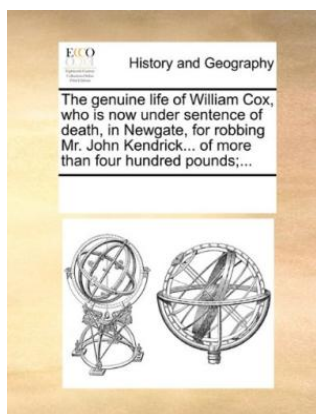 ECCO
History and Geography
The genuine life of William Cox,
who is now under sentence of
death, in Newgate, for robbing
Mr. John Kendrick... of more
than four hundred pounds;...